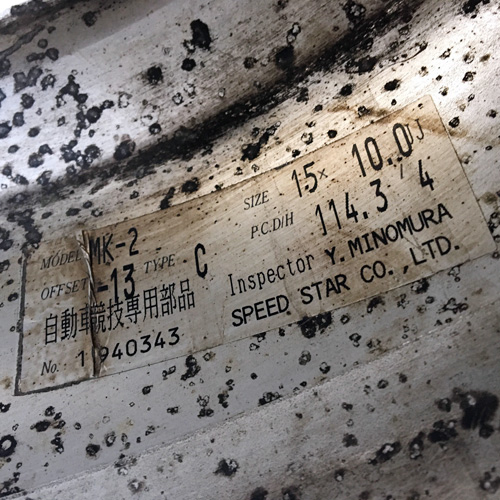 MODEL MK-2 SIZE 15× 10.0J
OFFSET -13 TYPE C P.C.D/H 114.3/4
自動車競技専用部品 Inspector Y.MINOMURA
No. 11940343 SPEED STAR CO.,LTD.